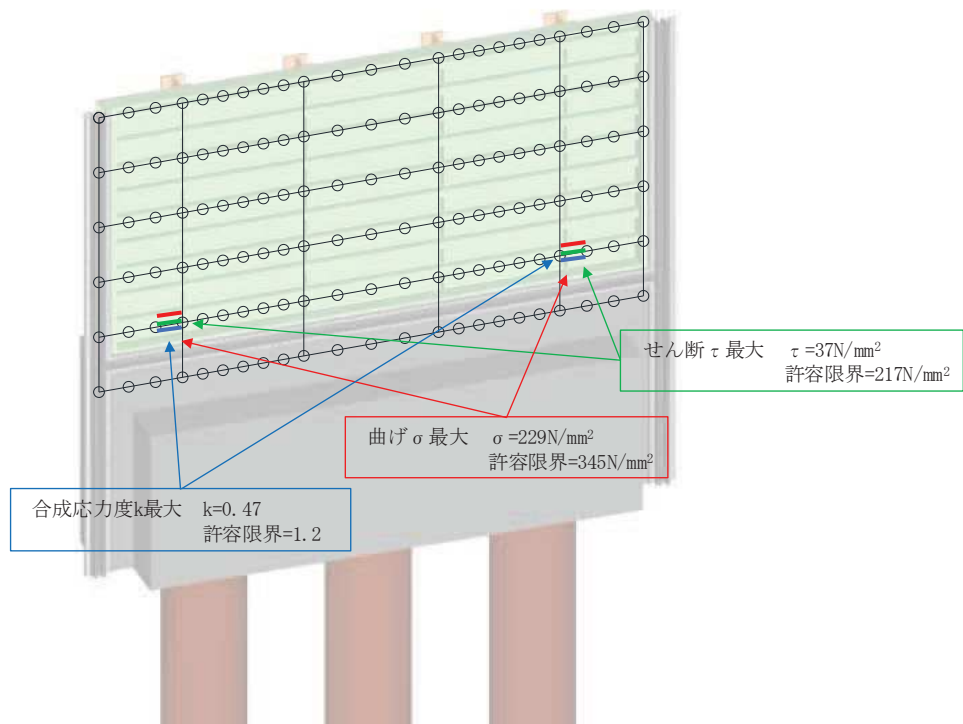 せん断τ最大 τ=37N/mm²
許容限界=217N/mm²
曲げσ最大 σ=229N/mm²
許容限界=345N/mm²
合成応力度k最大 k=0.47
許容限界=1.2